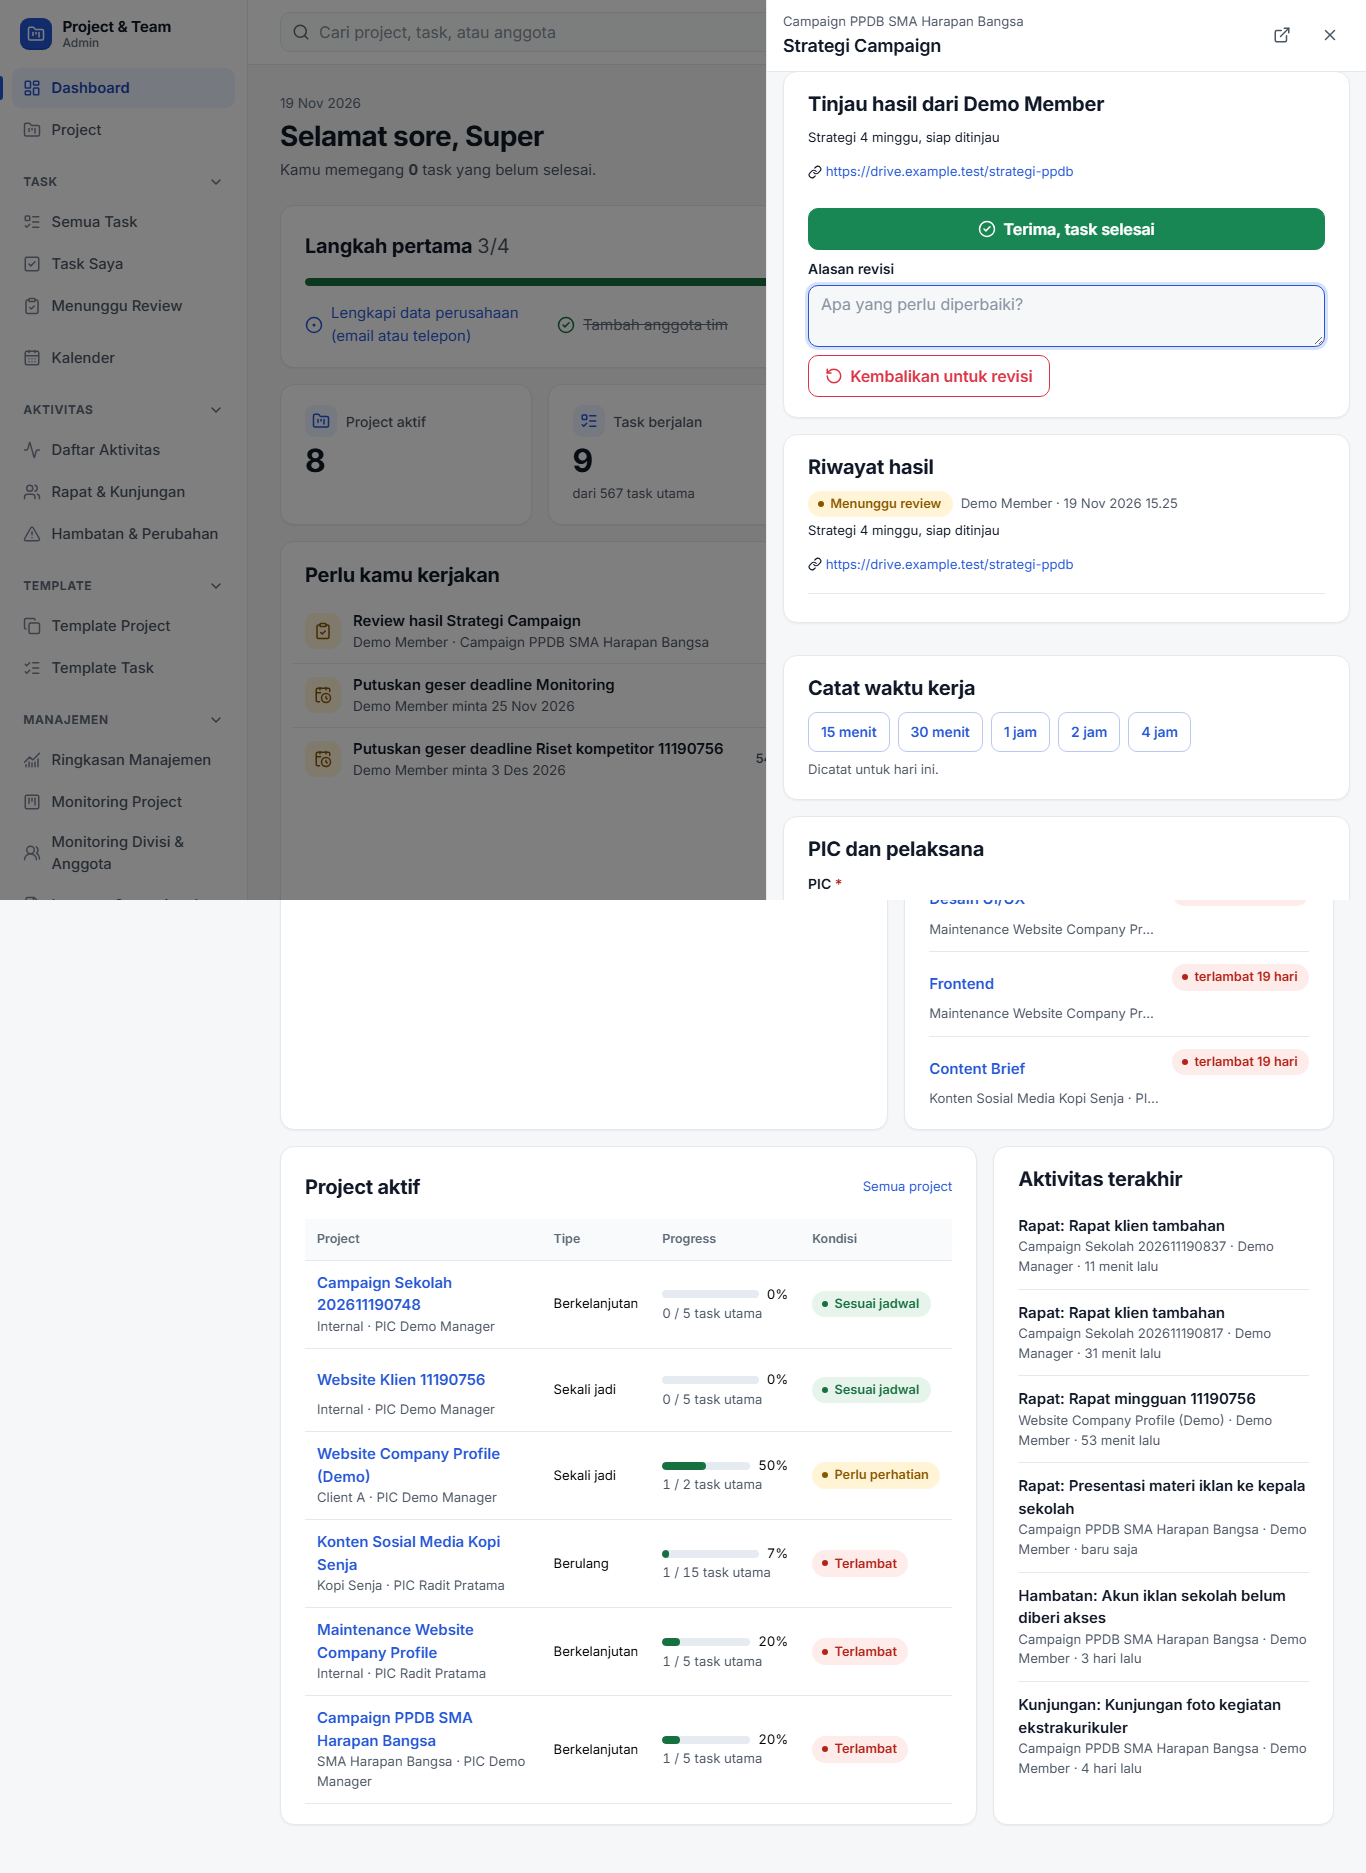 Project & Team
Admin
Dashboard
Project
TASK
Semua Task
Task Saya
Menunggu Review
Kalender
AKTIVITAS
Daftar Aktivitas
Rapat & Kunjungan
Hambatan & Perubahan
TEMPLATE
Template Project
Template Task
MANAJEMEN
Ringkasan Manajemen
Monitoring Project
Monitoring Divisi &
Anggota
Cari project, task, atau anggota
19 Nov 2026
Selamat sore, Super
Kamu memegang 0 task yang belum selesai.
Langkah pertama 3/4
Lengkapi data perusahaan
(email atau telepon)
Tambah anggota tim
Project aktif
8
Task berjalan
9
dari 567 task utama
Perlu kamu kerjakan
Review hasil Strategi Campaign
Demo Member · Campaign PPDB SMA Harapan Bangsa
Putuskan geser deadline Monitoring
Demo Member minta 25 Nov 2026
Putuskan geser deadline Riset kompetitor 11190756
Demo Member minta 3 Des 2026
Campaign PPDB SMA Harapan Bangsa
Strategi Campaign
Tinjau hasil dari Demo Member
Strategi 4 minggu, siap ditinjau
https://drive.example.test/strategi-ppdb
Terima, task selesai
Alasan revisi
Apa yang perlu diperbaiki?
Kembalikan untuk revisi
Riwayat hasil
Menunggu review Demo Member · 19 Nov 2026 15.25
Strategi 4 minggu, siap ditinjau
https://drive.example.test/strategi-ppdb
Catat waktu kerja
15 menit 30 menit 1 jam 2 jam 4 jam
Dicatat untuk hari ini.
PIC dan pelaksana
PIC *
Desain UI/UX
Maintenance Website Company Pr...
Frontend terlambat 19 hari
Maintenance Website Company Pr...
Content Brief terlambat 19 hari
Konten Sosial Media Kopi Senja · Pl...
Project aktif Semua project
Project Tipe Progress Kondisi
Campaign Sekolah
202611190748
Internal · PIC Demo Manager
Berkelanjutan
0%
0 / 5 task utama
Sesuai jadwal
Website Klien 11190756
Internal · PIC Demo Manager
Sekali jadi
0%
0 / 5 task utama
Sesuai jadwal
Website Company Profile
(Demo)
Client A · PIC Demo Manager
Sekali jadi
50%
1 / 2 task utama
Perlu perhatian
Konten Sosial Media Kopi
Senja
Kopi Senja · PIC Radit Pratama
Berulang
7%
1 / 15 task utama
Terlambat
Maintenance Website
Company Profile
Internal · PIC Radit Pratama
Berkelanjutan
20%
1 / 5 task utama
Terlambat
Campaign PPDB SMA
Harapan Bangsa
SMA Harapan Bangsa · PIC Demo
Manager
Berkelanjutan
20%
1 / 5 task utama
Terlambat
Aktivitas terakhir
Rapat: Rapat klien tambahan
Campaign Sekolah 202611190837 · Demo
Manager · 11 menit lalu
Rapat: Rapat klien tambahan
Campaign Sekolah 202611190817 · Demo
Manager · 31 menit lalu
Rapat: Rapat mingguan 11190756
Website Company Profile (Demo) · Demo
Member · 53 menit lalu
Rapat: Presentasi materi iklan ke kepala
sekolah
Campaign PPDB SMA Harapan Bangsa · Demo
Member · baru saja
Hambatan: Akun iklan sekolah belum
diberi akses
Campaign PPDB SMA Harapan Bangsa · Demo
Member · 3 hari lalu
Kunjungan: Kunjungan foto kegiatan
ekstrakurikuler
Campaign PPDB SMA Harapan Bangsa · Demo
Member · 4 hari lalu